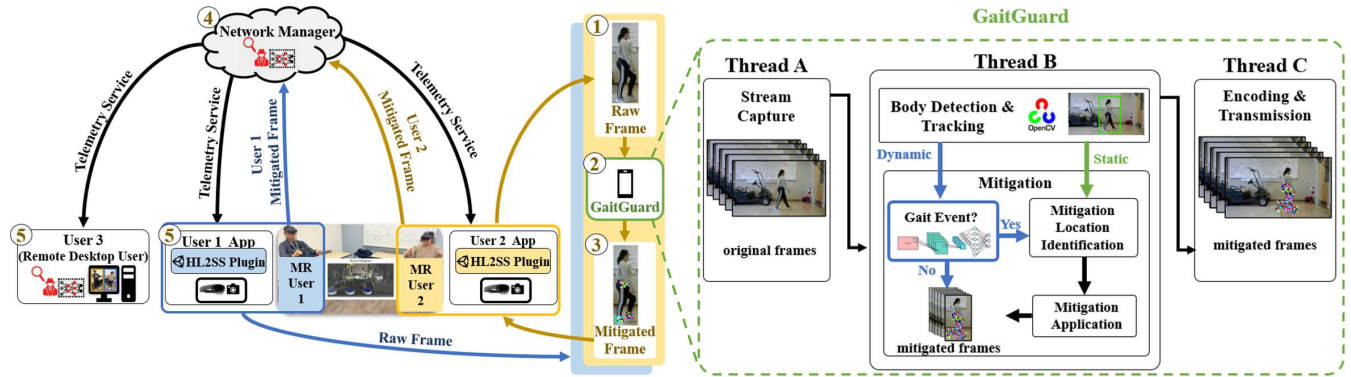 4
Network Manager
Telemetry Service
Telemetry Service
User 1
Mitigated Frame
User 2
Mitigated Frame
Telemetry Service
5
User 3
(Remote Desktop User)
5
User 1 App
HL2SS Plugin
MR
User
1
MR
User
2
User 2 App
HL2SS Plugin
Raw Frame
1
Raw
Frame
2
GaitGuard
3
Mitigated
Frame
GaitGuard
Thread A
Stream
Capture
original frames
Thread B
Body Detection &
Tracking
OpenCV
Dynamic
Static
Mitigation
Gait Event?
Yes
No
Mitigation
Location
Identification
Mitigation
Application
mitigated frames
Thread C
Encoding &
Transmission
mitigated frames